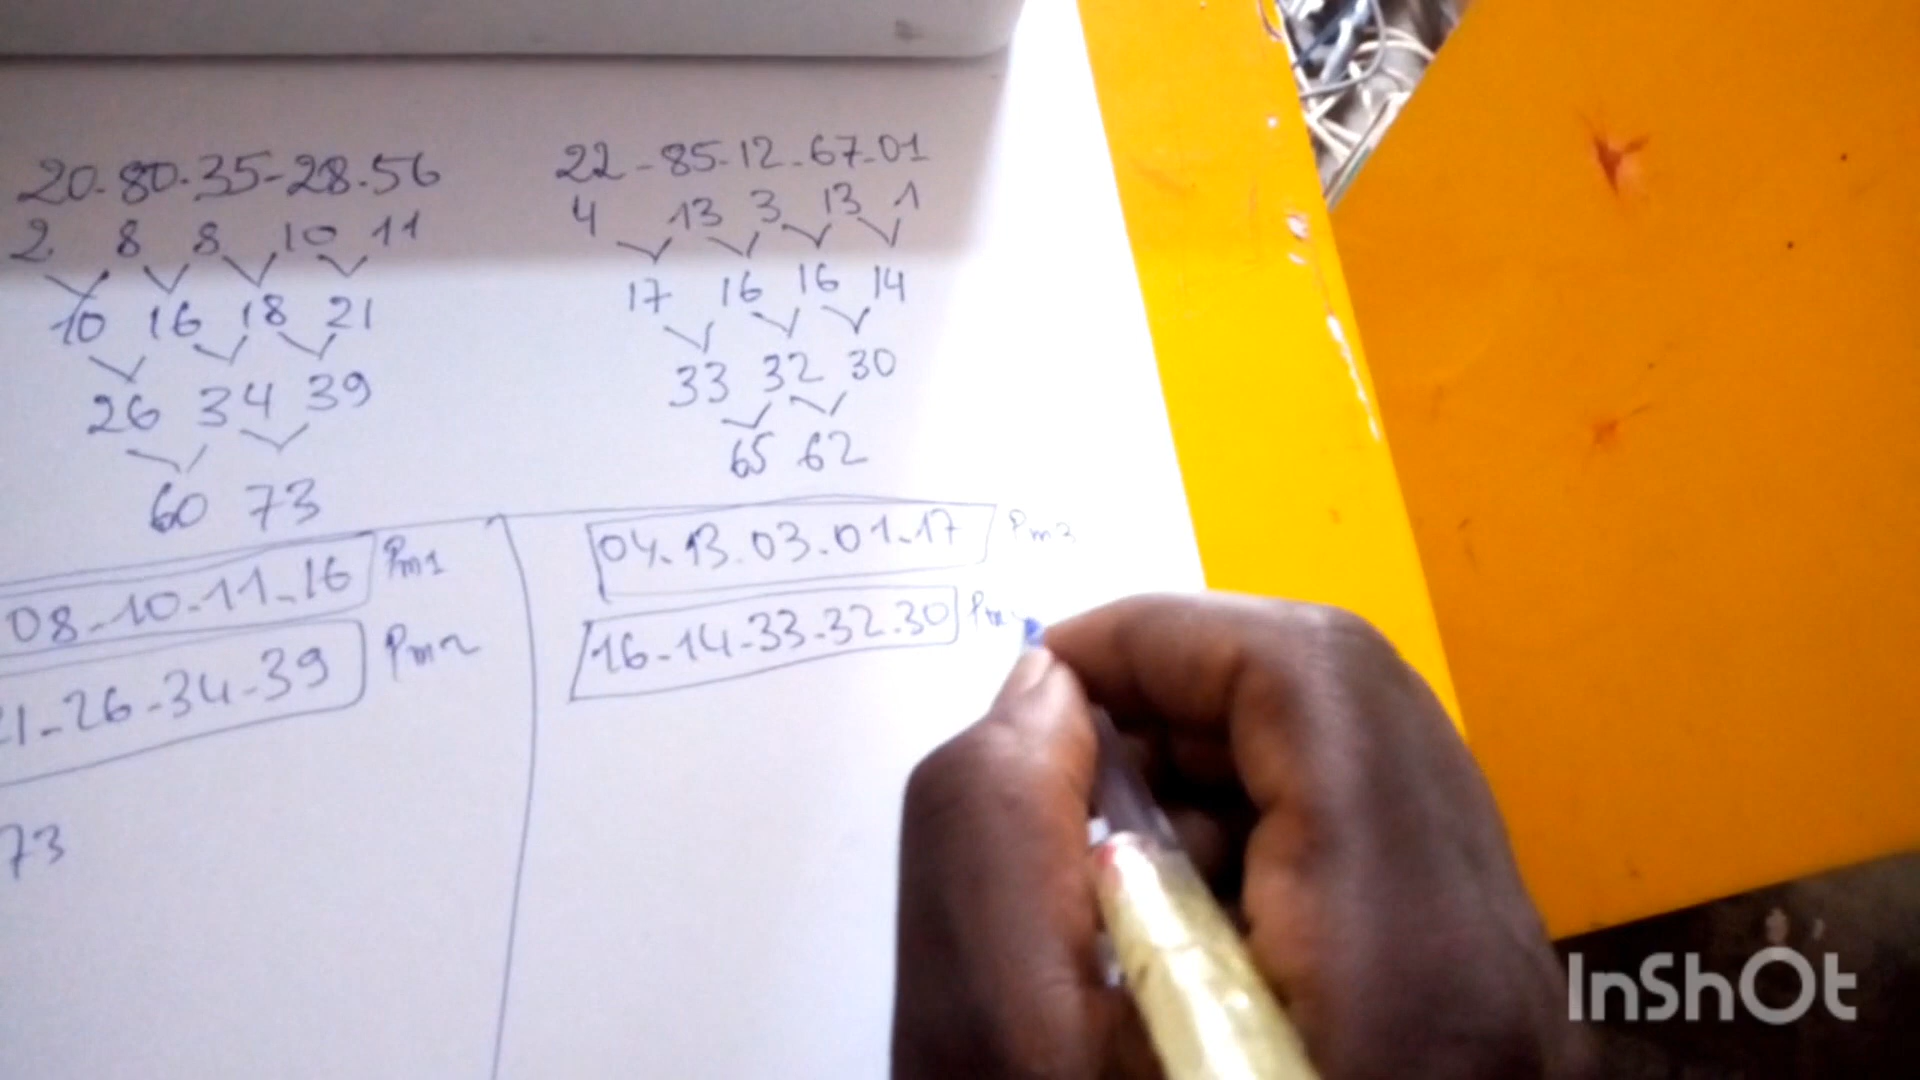 20-80-35-28.56
2 8 8 10 11
10 16 18 21
26 34 39
60 73
08-10-11-16 Pm1
21-26-34-39 Pm2
73
22-85-12-67-01
4 13 3 13 1
17 16 16 14
33 32 30
65 62
04-13.03.01-17 Pm3
16-14-33-32.30
InShOt